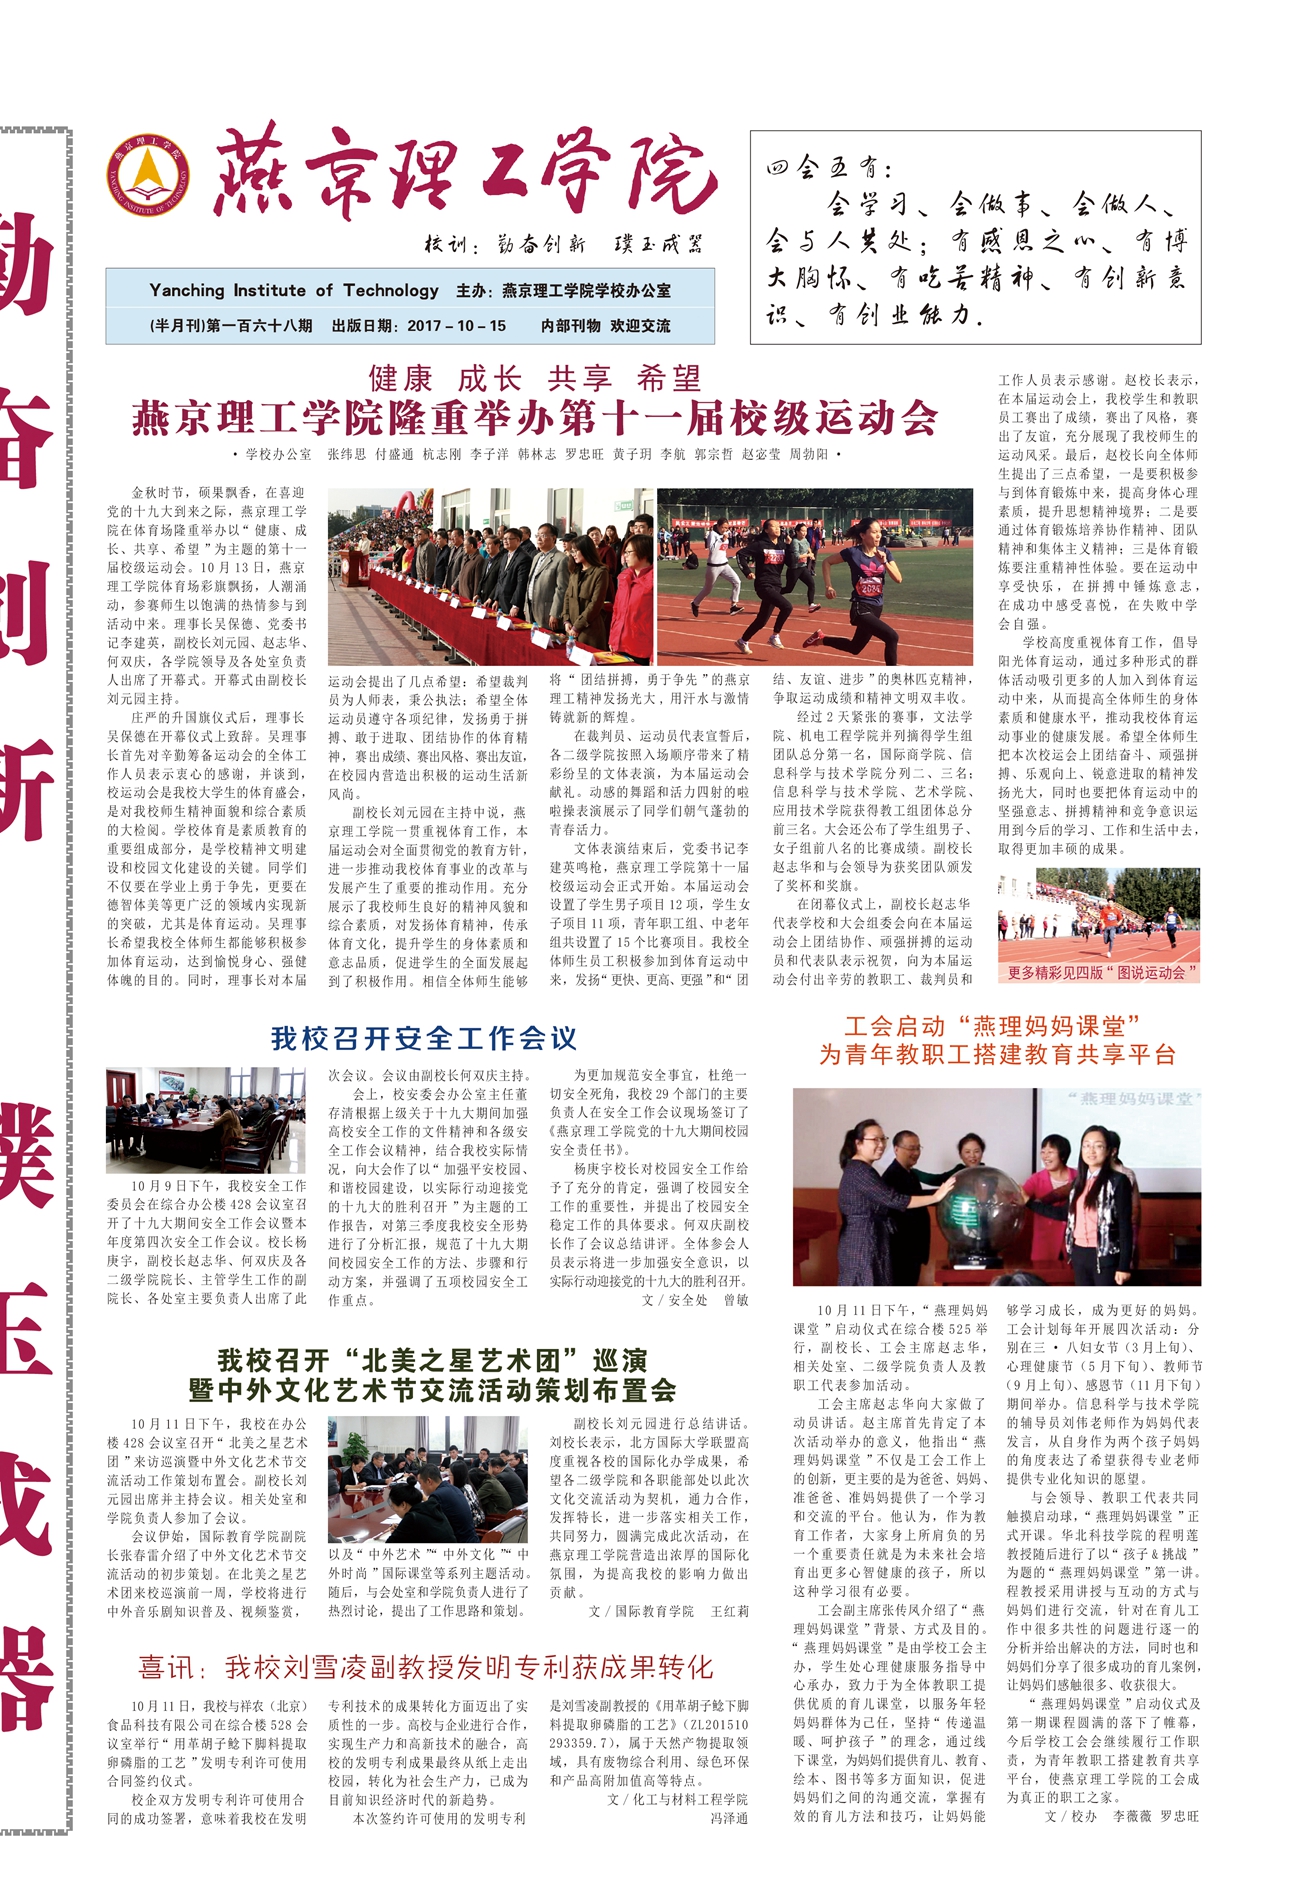 勤
奋
创
新
璞
玉
成
器
燕京理工学院
YANCHING INSTITUTE OF TECHNOLOGY
燕京理工学院
校训：勤奋创新　璞玉成器
Yanching Institute of Technology　主办：燕京理工学院学校办公室
(半月刊)第一百六十八期　出版日期：2017－10－15　内部刊物 欢迎交流
四会五有：
会学习、会做事、会做人、
会与人共处；有感恩之心、有博
大胸怀、有吃苦精神、有创新意
识、有创业能力．
健康 成长 共享 希望
燕京理工学院隆重举办第十一届校级运动会
· 学校办公室　张纬思 付盛通 杭志刚 李子洋 韩林志 罗忠旺 黄子玥 李航 郭宗哲 赵宓莹 周勃阳 ·
金秋时节，硕果飘香，在喜迎
党的十九大到来之际，燕京理工学
院在体育场隆重举办以“健康、成
长、共享、希望”为主题的第十一
届校级运动会。10 月 13 日，燕京
理工学院体育场彩旗飘扬，人潮涌
动，参赛师生以饱满的热情参与到
活动中来。理事长吴保德、党委书
记李建英，副校长刘元园、赵志华、
何双庆，各学院领导及各处室负责
人出席了开幕式。开幕式由副校长
刘元园主持。
庄严的升国旗仪式后，理事长
吴保德在开幕仪式上致辞。吴理事
长首先对辛勤筹备运动会的全体工
作人员表示衷心的感谢，并谈到，
校运动会是我校大学生的体育盛会，
是对我校师生精神面貌和综合素质
的大检阅。学校体育是素质教育的
重要组成部分，是学校精神文明建
设和校园文化建设的关键。同学们
不仅要在学业上勇于争先，更要在
德智体美等更广泛的领域内实现新
的突破，尤其是体育运动。吴理事
长希望我校全体师生都能够积极参
加体育运动，达到愉悦身心、强健
体魄的目的。同时，理事长对本届
运动会提出了几点希望：希望裁判
员为人师表，秉公执法；希望全体
运动员遵守各项纪律，发扬勇于拼
搏、敢于进取、团结协作的体育精
神，赛出成绩、赛出风格、赛出友谊，
在校园内营造出积极的运动生活新
风尚。
副校长刘元园在主持中说，燕
京理工学院一贯重视体育工作，本
届运动会对全面贯彻党的教育方针，
进一步推动我校体育事业的改革与
发展产生了重要的推动作用。充分
展示了我校师生良好的精神风貌和
综合素质，对发扬体育精神，传承
体育文化，提升学生的身体素质和
意志品质，促进学生的全面发展起
到了积极作用。相信全体师生能够
将“团结拼搏，勇于争先”的燕京
理工精神发扬光大，用汗水与激情
铸就新的辉煌。
在裁判员、运动员代表宣誓后，
各二级学院按照入场顺序带来了精
彩纷呈的文体表演，为本届运动会
献礼。动感的舞蹈和活力四射的啦
啦操表演展示了同学们朝气蓬勃的
青春活力。
文体表演结束后，党委书记李
建英鸣枪，燕京理工学院第十一届
校级运动会正式开始。本届运动会
设置了学生男子项目 12 项，学生女
子项目 11 项，青年职工组、中老年
组共设置了 15 个比赛项目。我校全
体师生员工积极参加到体育运动中
来，发扬“更快、更高、更强”和“团
结、友谊、进步”的奥林匹克精神，
争取运动成绩和精神文明双丰收。
经过 2 天紧张的赛事，文法学
院、机电工程学院并列摘得学生组
团队总分第一名，国际商学院、信
息科学与技术学院分列二、三名；
信息科学与技术学院、艺术学院、
应用技术学院获得教工组团体总分
前三名。大会还公布了学生组男子、
女子组前八名的比赛成绩。副校长
赵志华和与会领导为获奖团队颁发
了奖杯和奖旗。
在闭幕仪式上，副校长赵志华
代表学校和大会组委会向在本届运
动会上团结协作、顽强拼搏的运动
员和代表队表示祝贺，向为本届运
动会付出辛劳的教职工、裁判员和
工作人员表示感谢。赵校长表示，
在本届运动会上，我校学生和教职
员工赛出了成绩，赛出了风格，赛
出了友谊，充分展现了我校师生的
运动风采。最后，赵校长向全体师
生提出了三点希望，一是要积极参
与到体育锻炼中来，提高身体心理
素质，提升思想精神境界；二是要
通过体育锻炼培养协作精神、团队
精神和集体主义精神；三是体育锻
炼要注重精神性体验。要在运动中
享受快乐，在拼搏中锤炼意志，
在成功中感受喜悦，在失败中学
会自强。
学校高度重视体育工作，倡导
阳光体育运动，通过多种形式的群
体活动吸引更多的人加入到体育运
动中来，从而提高全体师生的身体
素质和健康水平，推动我校体育运
动事业的健康发展。希望全体师生
把本次校运会上团结奋斗、顽强拼
搏、乐观向上、锐意进取的精神发
扬光大，同时也要把体育运动中的
坚强意志、拼搏精神和竞争意识运
用到今后的学习、工作和生活中去，
取得更加丰硕的成果。
更多精彩见四版“图说运动会”
我校召开安全工作会议
10 月 9 日下午，我校安全工作
委员会在综合办公楼 428 会议室召
开了十九大期间安全工作会议暨本
年度第四次安全工作会议。校长杨
庚宇，副校长赵志华、何双庆及各
二级学院院长、主管学生工作的副
院长、各处室主要负责人出席了此
次会议。会议由副校长何双庆主持。
会上，校安委会办公室主任董
存清根据上级关于十九大期间加强
高校安全工作的文件精神和各级安
全工作会议精神，结合我校实际情
况，向大会作了以“加强平安校园、
和谐校园建设，以实际行动迎接党
的十九大的胜利召开”为主题的工
作报告，对第三季度我校安全形势
进行了分析汇报，规范了十九大期
间校园安全工作的方法、步骤和行
动方案，并强调了五项校园安全工
作重点。
为更加规范安全事宜，杜绝一
切安全死角，我校 29 个部门的主要
负责人在安全工作会议现场签订了
《燕京理工学院党的十九大期间校园
安全责任书》。
杨庚宇校长对校园安全工作给
予了充分的肯定，强调了校园安全
工作的重要性，并提出了校园安全
稳定工作的具体要求。何双庆副校
长作了会议总结讲评。全体参会人
员表示将进一步加强安全意识，以
实际行动迎接党的十九大的胜利召开。
文／安全处　曾敏
我校召开“北美之星艺术团”巡演
暨中外文化艺术节交流活动策划布置会
10 月 11 日下午，我校在办公
楼 428 会议室召开“北美之星艺术
团”来访巡演暨中外文化艺术节交
流活动工作策划布置会。副校长刘
元园出席并主持会议。相关处室和
学院负责人参加了会议。
会议伊始，国际教育学院副院
长张春雷介绍了中外文化艺术节交
流活动的初步策划。在北美之星艺
术团来校巡演前一周，学校将进行
中外音乐剧知识普及、视频鉴赏，
以及“中外艺术”“中外文化”“中
外时尚”国际课堂等系列主题活动。
随后，与会处室和学院负责人进行了
热烈讨论，提出了工作思路和策划。
副校长刘元园进行总结讲话。
刘校长表示，北方国际大学联盟高
度重视各校的国际化办学成果，希
望各二级学院和各职能部处以此次
文化交流活动为契机，通力合作，
发挥特长，进一步落实相关工作，
共同努力，圆满完成此次活动，在
燕京理工学院营造出浓厚的国际化
氛围，为提高我校的影响力做出
贡献。
文／国际教育学院　王红莉
喜讯：我校刘雪凌副教授发明专利获成果转化
10 月 11 日，我校与祥农（北京）
食品科技有限公司在综合楼 528 会
议室举行“用革胡子鲶下脚料提取
卵磷脂的工艺”发明专利许可使用
合同签约仪式。
校企双方发明专利许可使用合
同的成功签署，意味着我校在发明
专利技术的成果转化方面迈出了实
质性的一步。高校与企业进行合作，
实现生产力和高新技术的融合，高
校的发明专利成果最终从纸上走出
校园，转化为社会生产力，已成为
目前知识经济时代的新趋势。
本次签约许可使用的发明专利
是刘雪凌副教授的《用革胡子鲶下脚
料提取卵磷脂的工艺》（ZL201510
293359.7），属于天然产物提取领
域，具有废物综合利用、绿色环保
和产品高附加值高等特点。
文／化工与材料工程学院
冯泽通
工会启动“燕理妈妈课堂”
为青年教职工搭建教育共享平台
“燕理妈妈课堂”
10 月 11 日下午，“燕理妈妈
课堂”启动仪式在综合楼 525 举
行，副校长、工会主席赵志华，
相关处室、二级学院负责人及教
职工代表参加活动。
工会主席赵志华向大家做了
动员讲话。赵主席首先肯定了本
次活动举办的意义，他指出“燕
理妈妈课堂”不仅是工会工作上
的创新，更主要的是为爸爸、妈妈、
准爸爸、准妈妈提供了一个学习
和交流的平台。他认为，作为教
育工作者，大家身上所肩负的另
一个重要责任就是为未来社会培
育出更多心智健康的孩子，所以
这种学习很有必要。
工会副主席张传凤介绍了“燕
理妈妈课堂”背景、方式及目的。
“燕理妈妈课堂”是由学校工会主
办，学生处心理健康服务指导中
心承办，致力于为全体教职工提
供优质的育儿课堂，以服务年轻
妈妈群体为己任，坚持“传递温
暖、呵护孩子”的理念，通过线
下课堂，为妈妈们提供育儿、教育、
绘本、图书等多方面知识，促进
妈妈们之间的沟通交流，掌握有
效的育儿方法和技巧，让妈妈能
够学习成长，成为更好的妈妈。
工会计划每年开展四次活动：分
别在三·八妇女节（3 月上旬）、
心理健康节（5 月下旬）、教师节
（9 月上旬）、感恩节（11 月下旬）
期间举办。信息科学与技术学院
的辅导员刘伟老师作为妈妈代表
发言，从自身作为两个孩子妈妈
的角度表达了希望获得专业老师
提供专业化知识的愿望。
与会领导、教职工代表共同
触摸启动球，“燕理妈妈课堂”正
式开课。华北科技学院的程明莲
教授随后进行了以“孩子＆挑战”
为题的“燕理妈妈课堂”第一讲。
程教授采用讲授与互动的方式与
妈妈们进行交流，针对在育儿工
作中很多共性的问题进行逐一的
分析并给出解决的方法，同时也和
妈妈们分享了很多成功的育儿案例，
让妈妈们感触很多、收获很大。
“燕理妈妈课堂”启动仪式及
第一期课程圆满的落下了帷幕，
今后学校工会会继续履行工作职
责，为青年教职工搭建教育共享
平台，使燕京理工学院的工会成
为真正的职工之家。
文／校办　李薇薇 罗忠旺